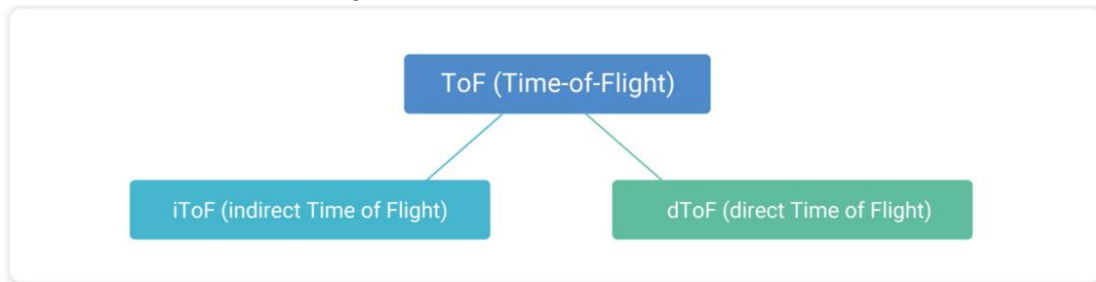 ToF (Time-of-Flight)
iToF (indirect Time of Flight)
dToF (direct Time of Flight)